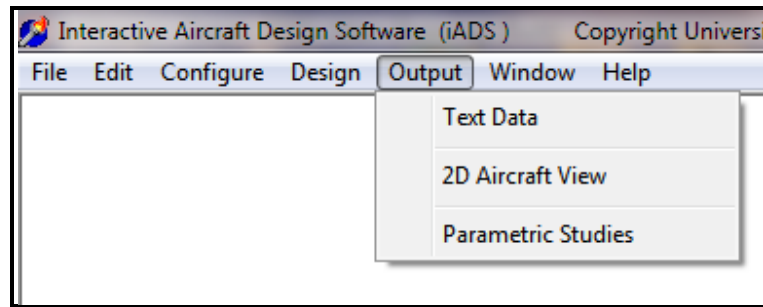 Interactive Aircraft Design Software (iADS ) Copyright
File Edit Configure Design Output Window Help
Text Data
2D Aircraft View
Parametric Studies